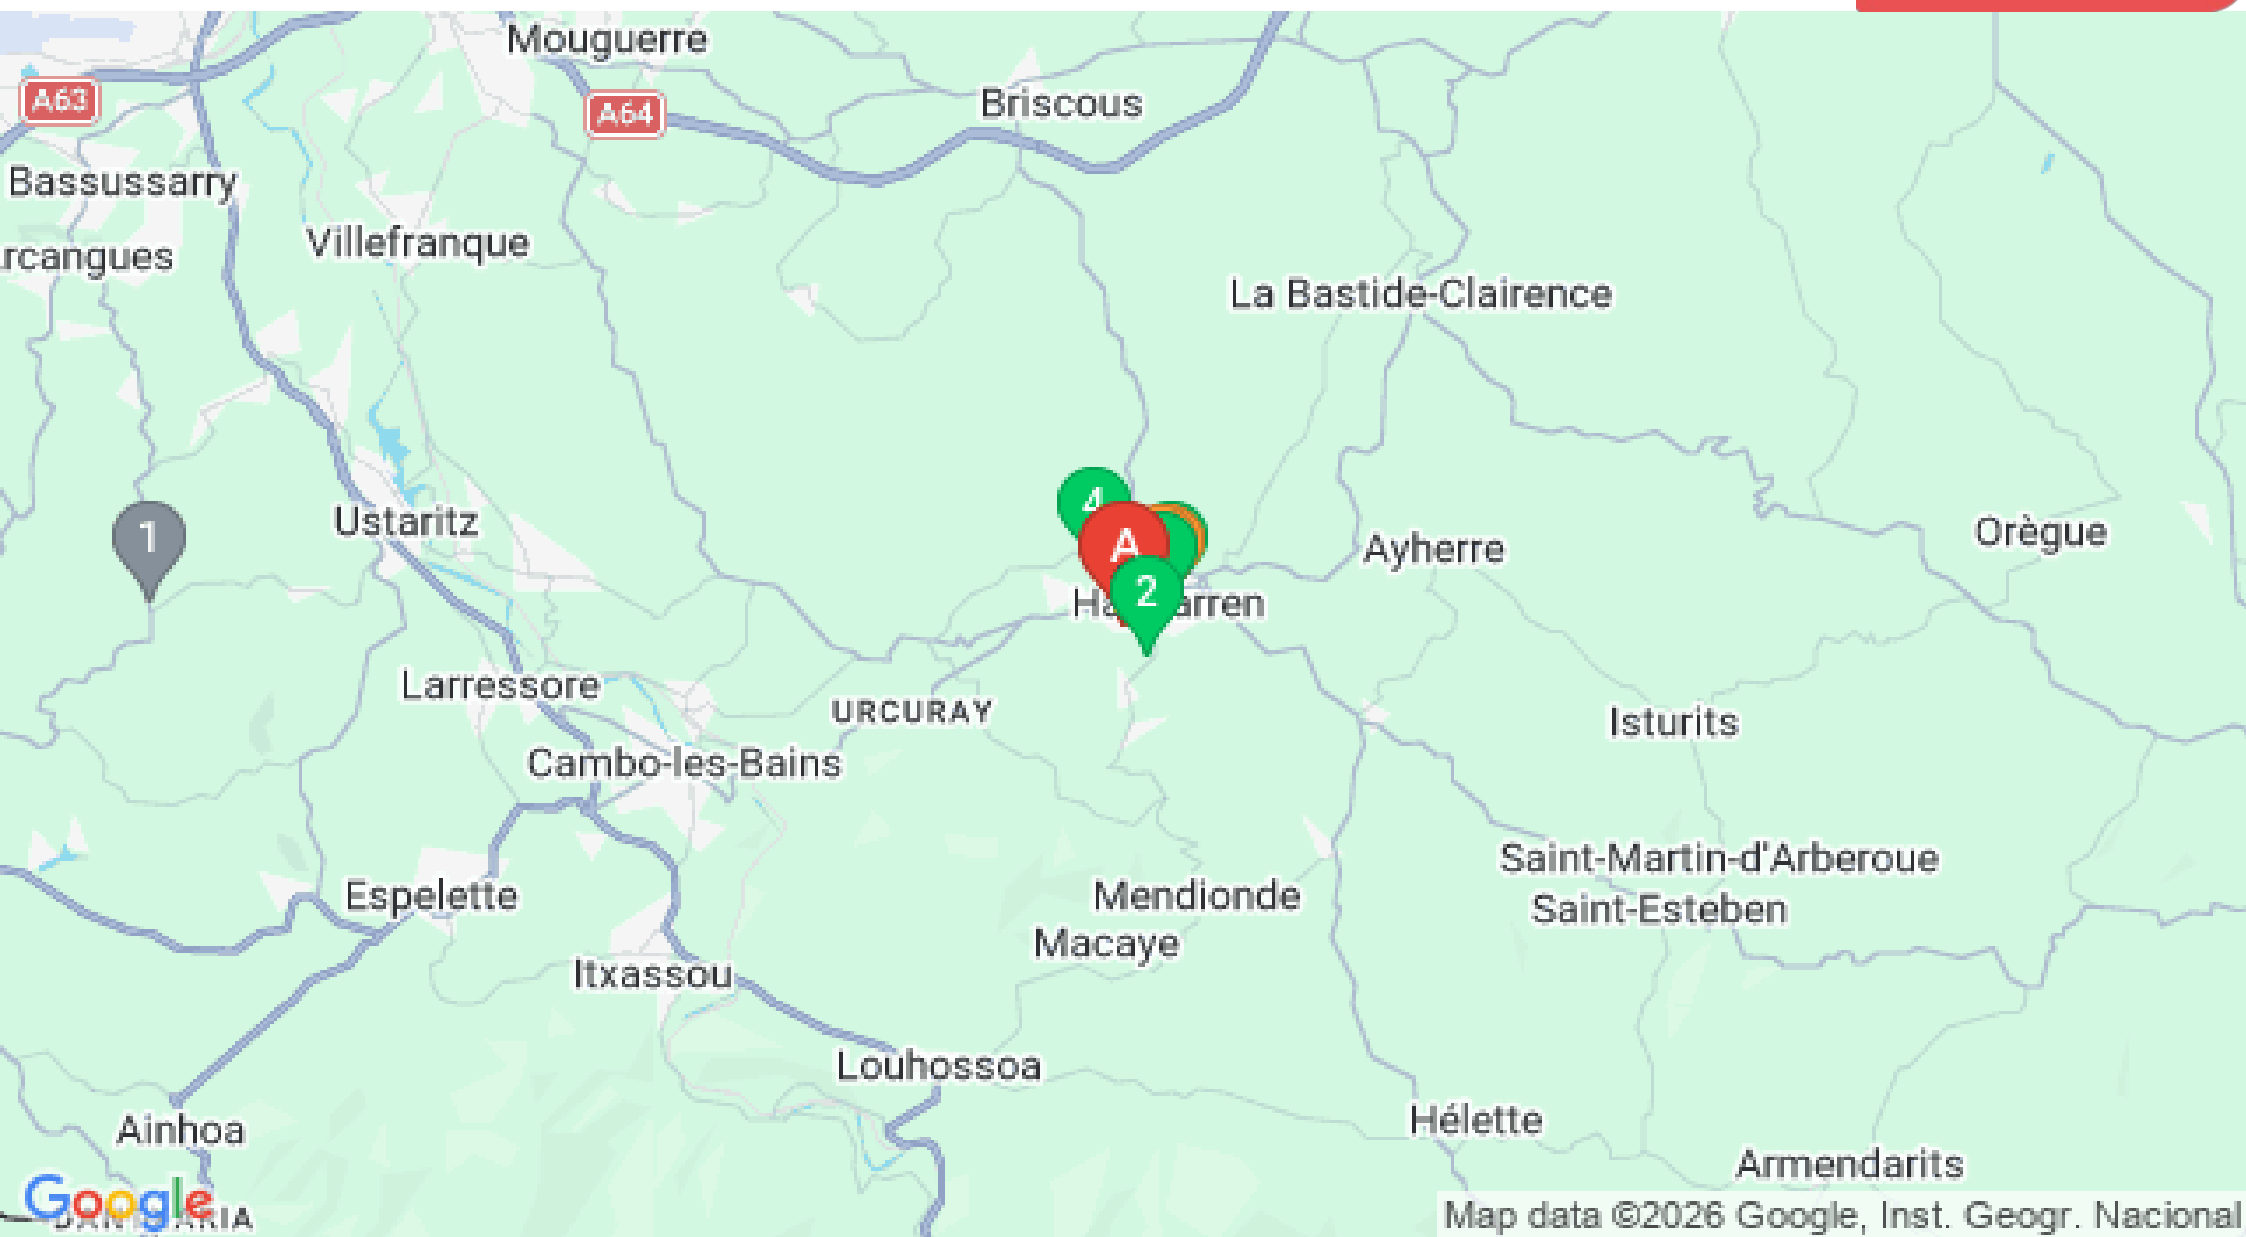 Mouguerre
A63
A64
Briscous
Bassussarry
Villefranque
rcangues
La Bastide-Clairence
4
1
A
Ustaritz
Ayherre
Orègue
2
Ha
arren
Larressore
URCURAY
Isturits
Cambo-les-Bains
Saint-Martin-d'Arberoue
Espelette
Mendionde
Saint-Esteben
Macaye
Itxassou
Louhossoa
Hélette
Ainhoa
Armendarits
Google
Map data ©2026 Google, Inst. Geogr. Nacional